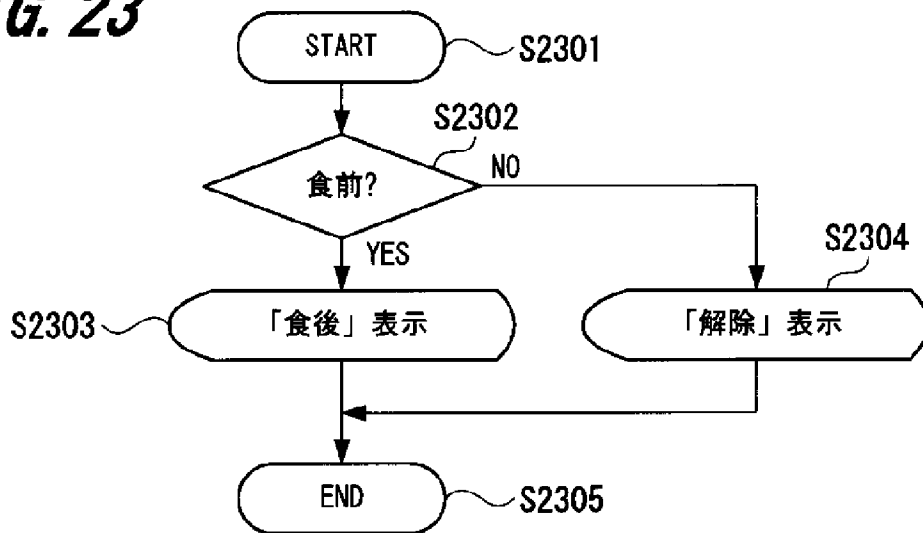 G. 23
START
S2301
S2302
食前?
NO
YES
S2304
S2303
「食後」表示
「解除」表示
END
S2305